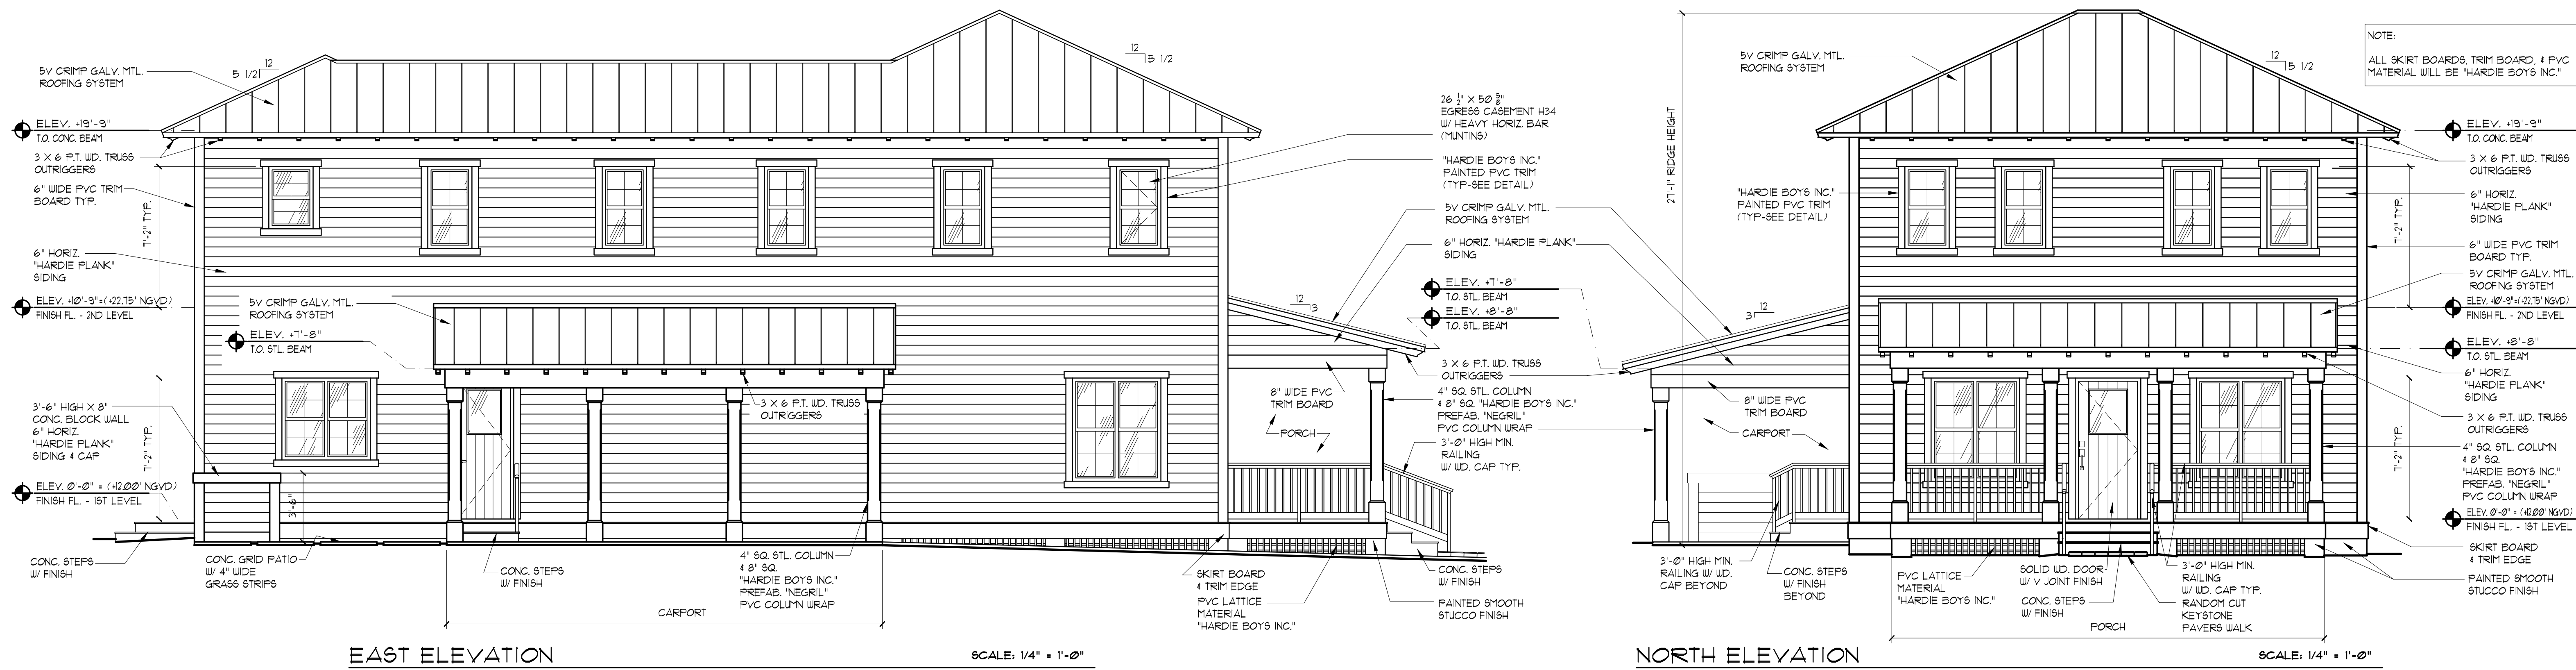 5V CRIMP GALV. MTL.
ROOFING SYSTEM
12
5 1/2
ELEV. +19'-9"
T.O. CONC. BEAM
3 X 6 P.T. WD. TRUSS
OUTRIGGERS
6" WIDE PVC TRIM
BOARD TYP.
7'-2" TYP.
6" HORIZ.
"HARDIE PLANK"
SIDING
ELEV. +10'-9"=(+22.75' NGVD)
FINISH FL. - 2ND LEVEL
5V CRIMP GALV. MTL.
ROOFING SYSTEM
ELEV. +7'-8"
T.O. STL. BEAM
3'-6" HIGH X 8"
CONC. BLOCK WALL
6" HORIZ.
"HARDIE PLANK"
SIDING & CAP
7'-2" TYP.
ELEV. 0'-0" = (+12.00' NGVD)
FINISH FL. - 1ST LEVEL
3'-6"
CONC. STEPS
W/ FINISH
CONC. GRID PATIO
W/ 4" WIDE
GRASS STRIPS
CONC. STEPS
W/ FINISH
3 X 6 P.T. WD. TRUSS
OUTRIGGERS
4" SQ. STL. COLUMN
& 8" SQ.
"HARDIE BOYS INC."
PREFAB. "NEGRIL"
PVC COLUMN WRAP
CARPORT
12
5 1/2
26 1/2" X 50 5/8"
EGRESS CASEMENT H34
W/ HEAVY HORIZ. BAR
(MUNTINS)
"HARDIE BOYS INC."
PAINTED PVC TRIM
(TYP-SEE DETAIL)
5V CRIMP GALV. MTL.
ROOFING SYSTEM
6" HORIZ. "HARDIE PLANK"
SIDING
12
3
ELEV. +7'-8"
T.O. STL. BEAM
ELEV. +8'-8"
T.O. STL. BEAM
3 X 6 P.T. WD. TRUSS
OUTRIGGERS
8" WIDE PVC
TRIM BOARD
PORCH
4" SQ. STL. COLUMN
& 8" SQ. "HARDIE BOYS INC."
PREFAB. "NEGRIL"
PVC COLUMN WRAP
3'-0" HIGH MIN.
RAILING
W/ WD. CAP TYP.
SKIRT BOARD
& TRIM EDGE
PVC LATTICE
MATERIAL
"HARDIE BOYS INC."
CONC. STEPS
W/ FINISH
PAINTED SMOOTH
STUCCO FINISH
EAST ELEVATION
SCALE: 1/4" = 1'-0"
5V CRIMP GALV. MTL.
ROOFING SYSTEM
27'-1" RIDGE HEIGHT
12
5 1/2
NOTE:
ALL SKIRT BOARDS, TRIM BOARD, & PVC
MATERIAL WILL BE "HARDIE BOYS INC."
ELEV. +19'-9"
T.O. CONC. BEAM
3 X 6 P.T. WD. TRUSS
OUTRIGGERS
"HARDIE BOYS INC."
PAINTED PVC TRIM
(TYP-SEE DETAIL)
6" HORIZ.
"HARDIE PLANK"
SIDING
7'-2" TYP.
6" WIDE PVC TRIM
BOARD TYP.
5V CRIMP GALV. MTL.
ROOFING SYSTEM
ELEV. +10'-9"=(+22.75' NGVD)
FINISH FL. - 2ND LEVEL
12
3
ELEV. +8'-8"
T.O. STL. BEAM
6" HORIZ.
"HARDIE PLANK"
SIDING
3 X 6 P.T. WD. TRUSS
OUTRIGGERS
8" WIDE PVC
TRIM BOARD
CARPORT
7'-2" TYP.
4" SQ. STL. COLUMN
& 8" SQ.
"HARDIE BOYS INC."
PREFAB. "NEGRIL"
PVC COLUMN WRAP
ELEV. 0'-0" = (+12.00' NGVD)
FINISH FL. - 1ST LEVEL
SKIRT BOARD
& TRIM EDGE
PAINTED SMOOTH
STUCCO FINISH
3'-0" HIGH MIN.
RAILING W/ WD.
CAP BEYOND
CONC. STEPS
W/ FINISH
BEYOND
PVC LATTICE
MATERIAL
"HARDIE BOYS INC."
SOLID WD. DOOR
W/ V JOINT FINISH
CONC. STEPS
W/ FINISH
3'-0" HIGH MIN.
RAILING
W/ WD. CAP TYP.
RANDOM CUT
KEYSTONE
PAVERS WALK
PORCH
NORTH ELEVATION
SCALE: 1/4" = 1'-0"